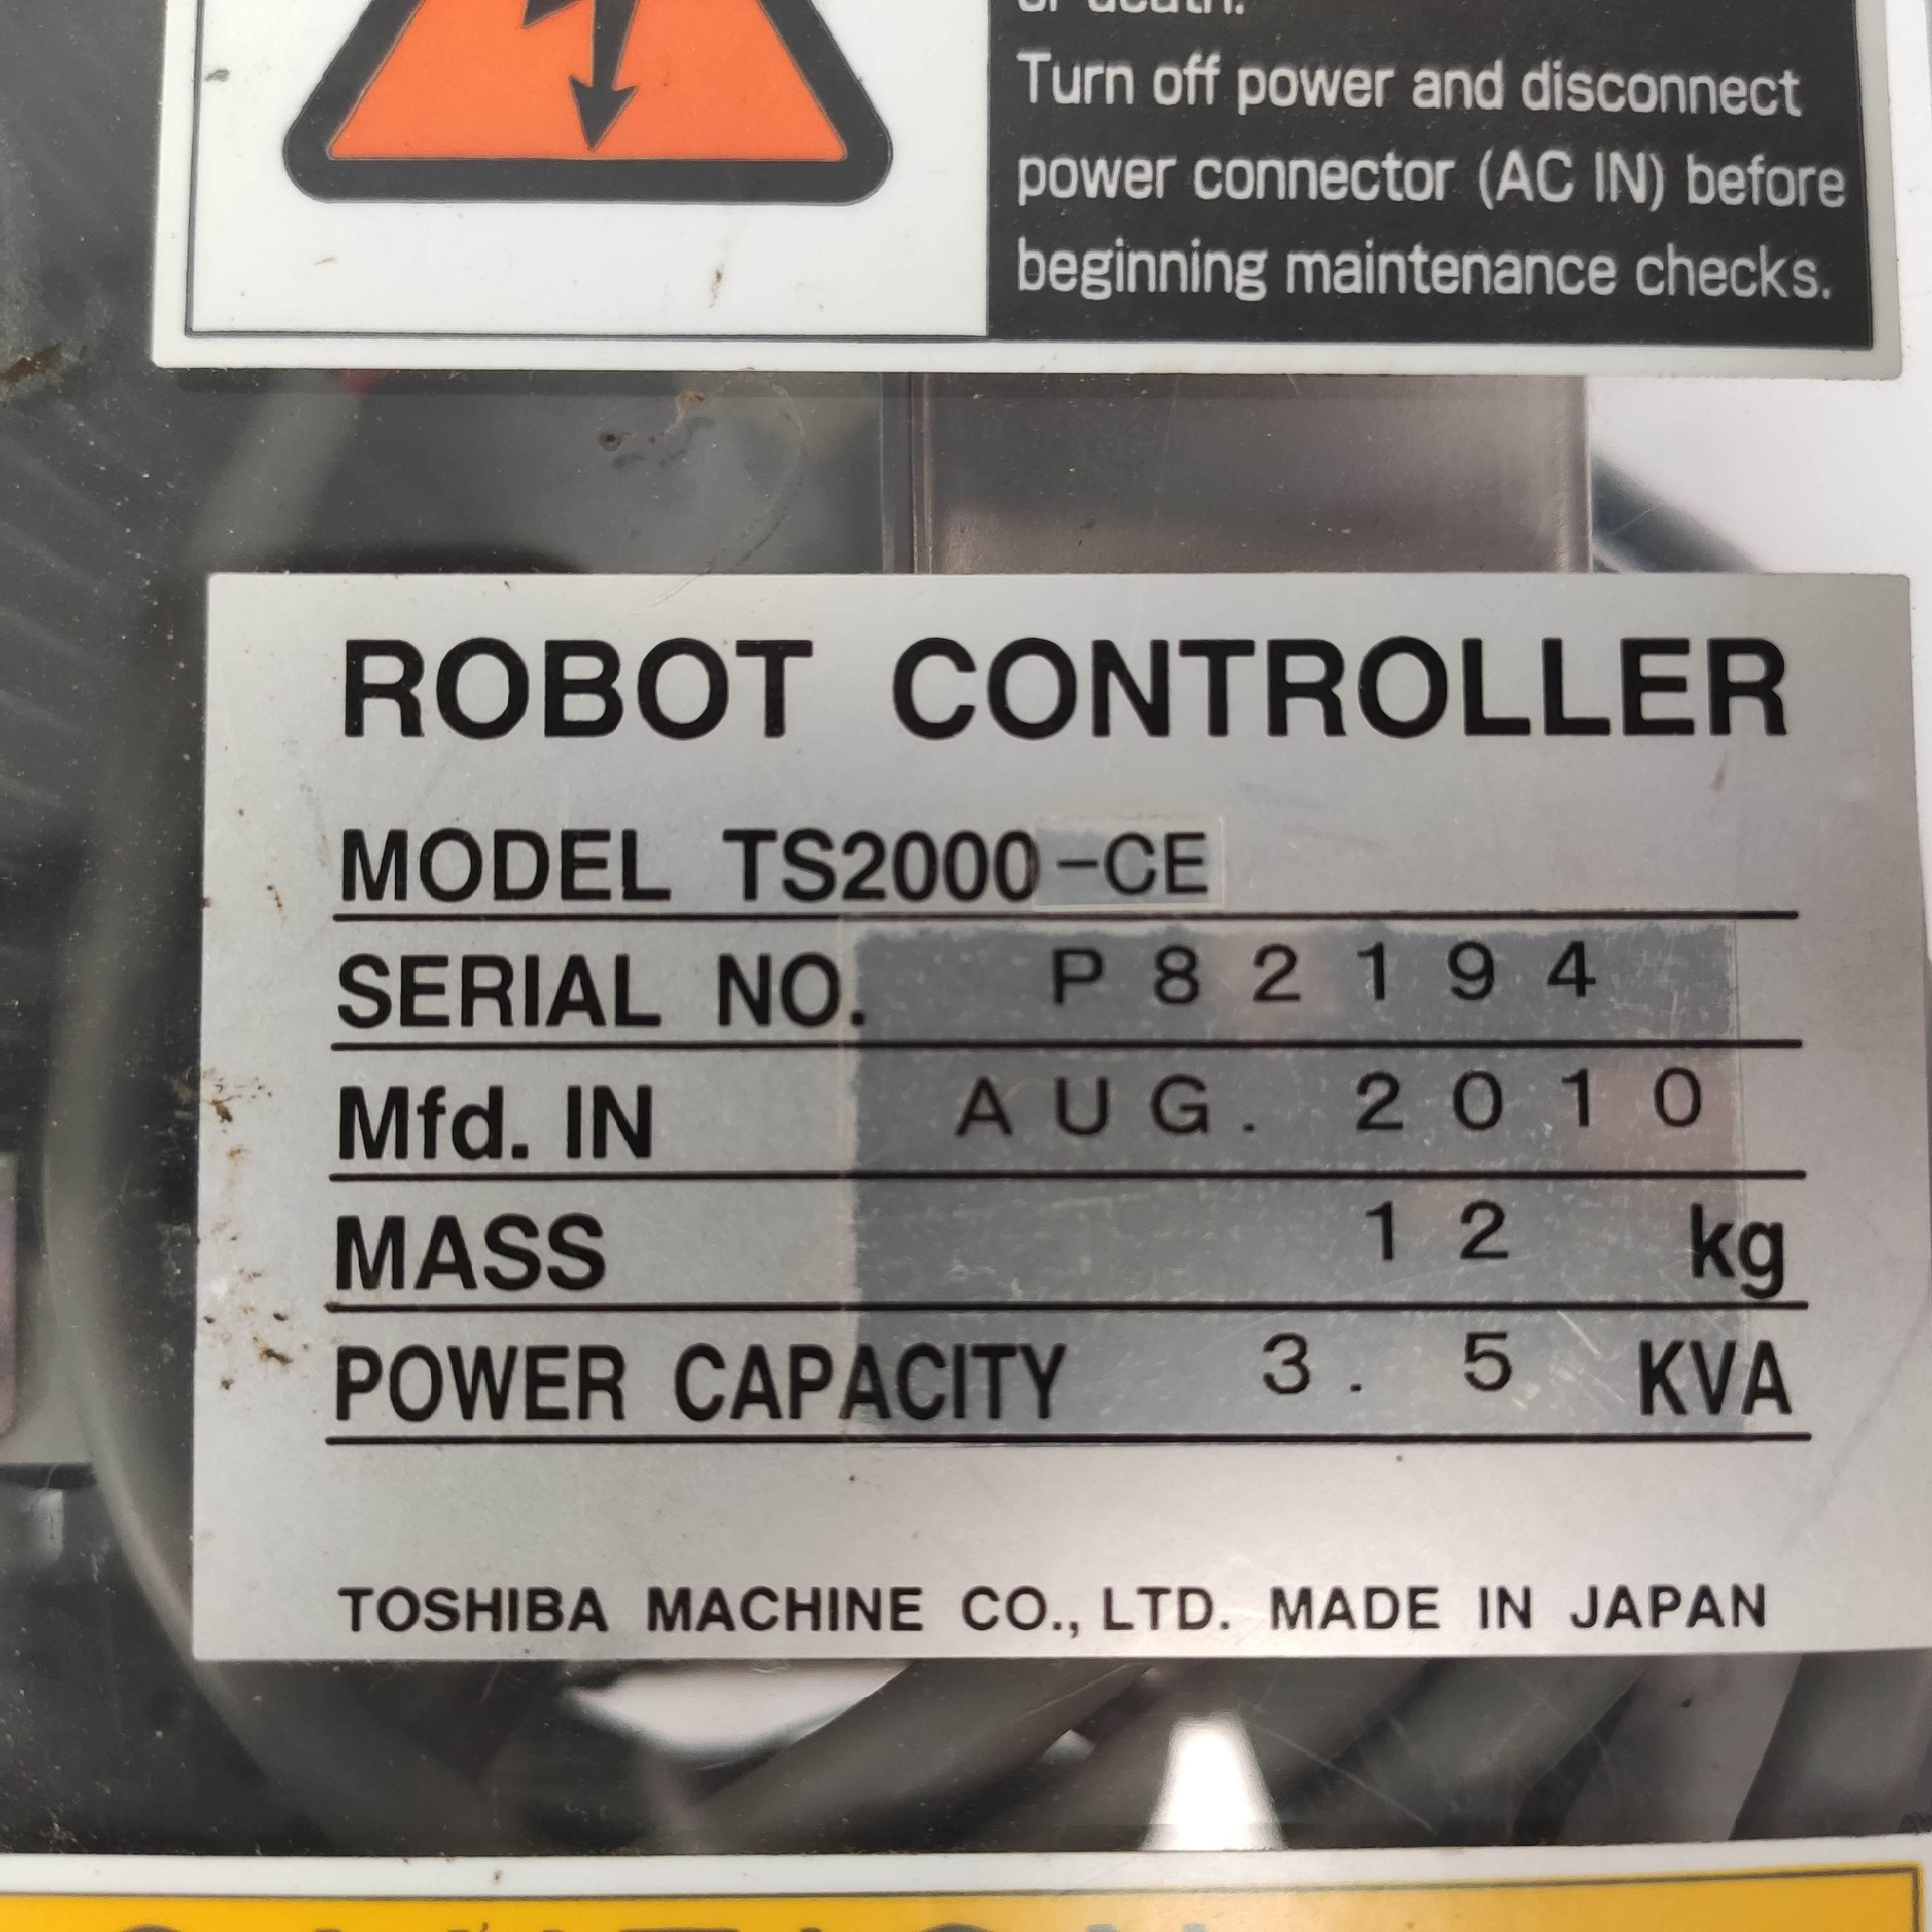 or death.
Turn off power and disconnect
power connector (AC IN) before
beginning maintenance checks.
ROBOT CONTROLLER
MODEL TS2000-CE
SERIAL NO. P82194
Mfd. IN AUG. 2010
MASS 12 kg
POWER CAPACITY 3.5 KVA
TOSHIBA MACHINE CO., LTD. MADE IN JAPAN